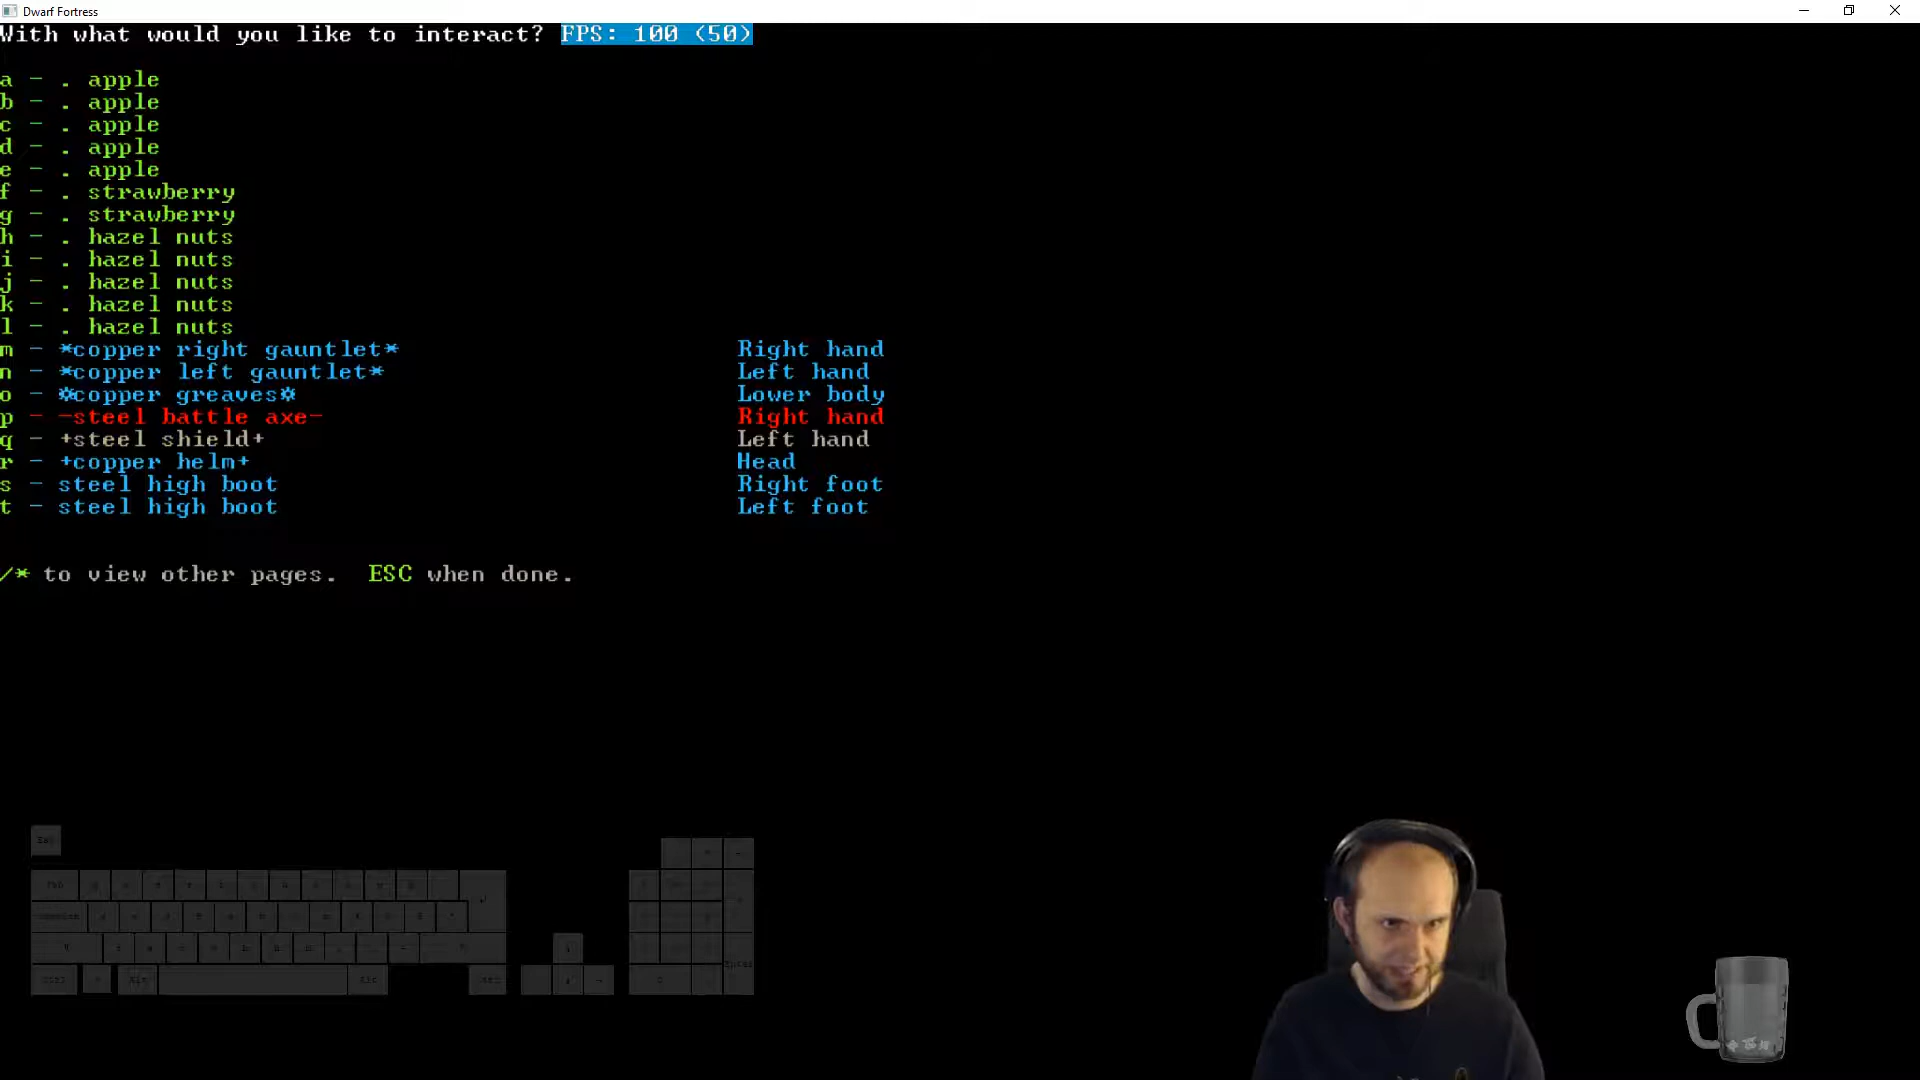 Dwarf Fortress
With what would you like to interact? FPS: 100 (50)
a - . apple
b - . apple
c - . apple
d - . apple
e - . apple
f - . strawberry
g - . strawberry
h - . hazel nuts
i - . hazel nuts
j - . hazel nuts
k - . hazel nuts
l - . hazel nuts
m - *copper right gauntlet* Right hand
n - *copper left gauntlet* Left hand
o - ☼copper greaves☼ Lower body
p - -steel battle axe- Right hand
q - +steel shield+ Left hand
r - +copper helm+ Head
s - steel high boot Right foot
t - steel high boot Left foot
/* to view other pages. ESC when done.